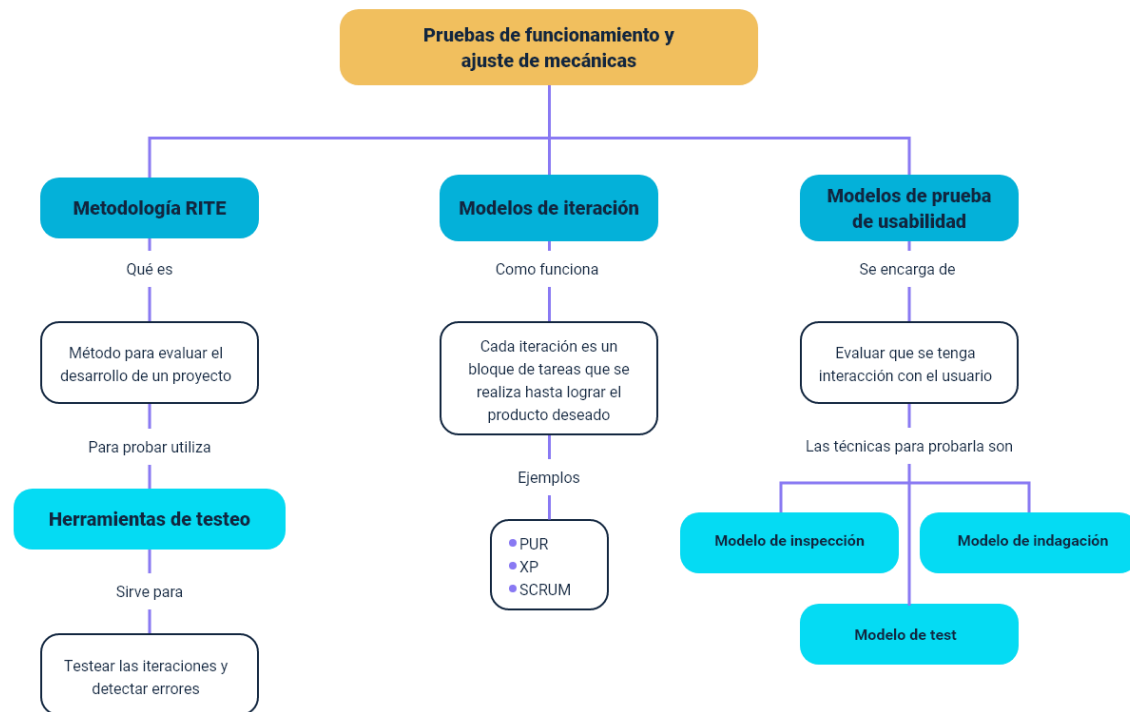 Pruebas de funcionamiento y
ajuste de mecánicas
Metodología RITE
Qué es
Método para evaluar el
desarrollo de un proyecto
Para probar utiliza
Herramientas de testeo
Sirve para
Testear las iteraciones y
detectar errores
Modelos de iteración
Como funciona
Cada iteración es un
bloque de tareas que se
realiza hasta lograr el
producto deseado
Ejemplos
PUR
XP
SCRUM
Modelos de prueba
de usabilidad
Se encarga de
Evaluar que se tenga
interacción con el usuario
Las técnicas para probarla son
Modelo de inspección
Modelo de indagación
Modelo de test